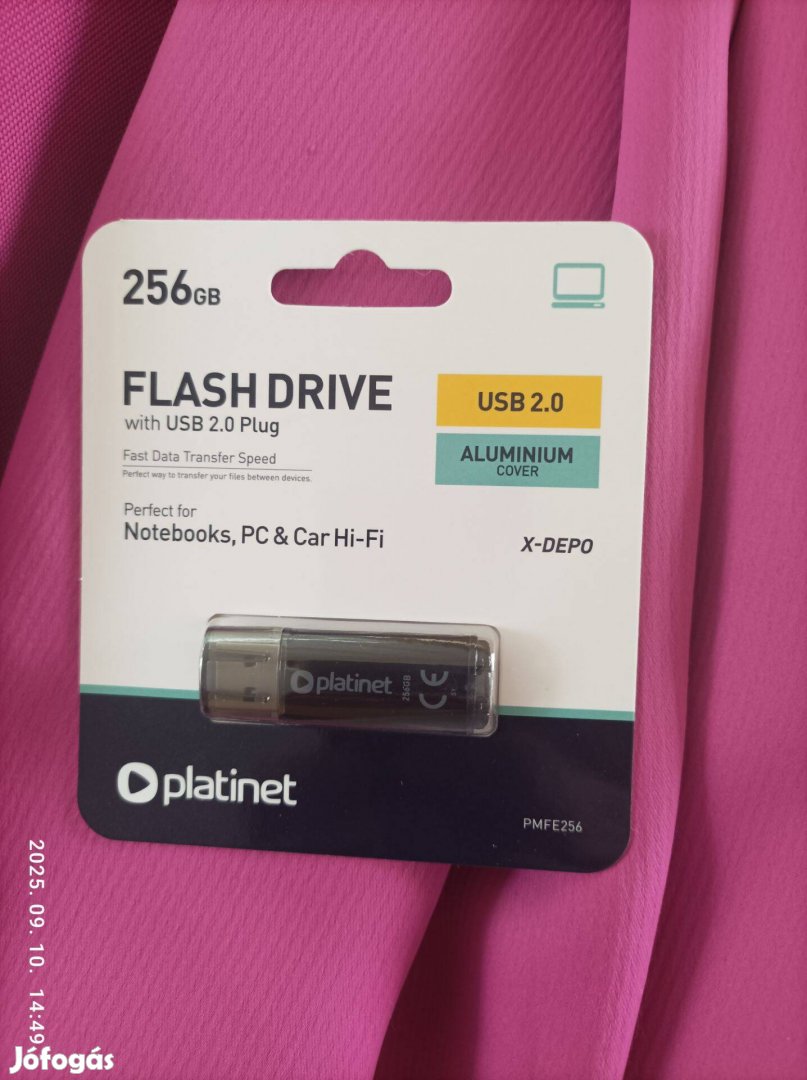 256GB
FLASH DRIVE
with USB 2.0 Plug
Fast Data Transfer Speed
Perfect way to transfer your files between devices.
Perfect for
Notebooks, PC & Car Hi-Fi
USB 2.0
ALUMINIUM
COVER
X-DEPO
platinet
256GB
CE
platinet
PMFE256
2025. 09. 10. 14:49
Jófogás